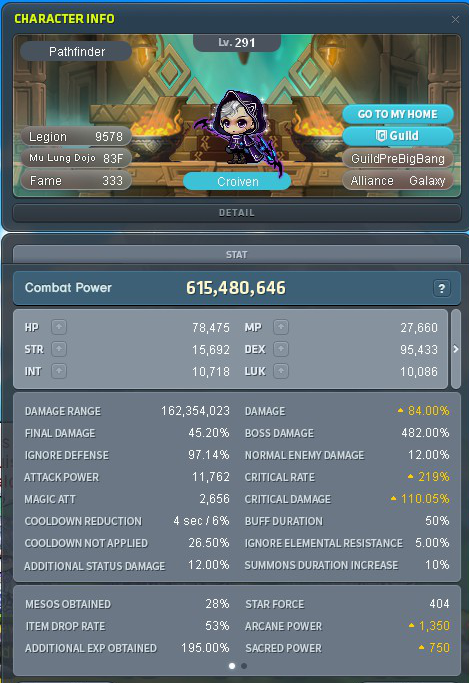 CHARACTER INFO
Pathfinder
Lv. 291
GO TO MY HOME
Legion 9578
Guild
Mu Lung Dojo 83F
GuildPreBigBang
Fame 333
Croiven
Alliance Galaxy
DETAIL
STAT
Combat Power 615,480,646 ?
HP 78,475 MP 27,660
STR 15,692 DEX 95,433
INT 10,718 LUK 10,086
DAMAGE RANGE 162,354,023 DAMAGE 84.00%
FINAL DAMAGE 45.20% BOSS DAMAGE 482.00%
IGNORE DEFENSE 97.14% NORMAL ENEMY DAMAGE 12.00%
ATTACK POWER 11,762 CRITICAL RATE 219%
MAGIC ATT 2,656 CRITICAL DAMAGE 110.05%
COOLDOWN REDUCTION 4 sec / 6% BUFF DURATION 50%
COOLDOWN NOT APPLIED 26.50% IGNORE ELEMENTAL RESISTANCE 5.00%
ADDITIONAL STATUS DAMAGE 12.00% SUMMONS DURATION INCREASE 10%
MESOS OBTAINED 28% STAR FORCE 404
ITEM DROP RATE 53% ARCANE POWER 1,350
ADDITIONAL EXP OBTAINED 195.00% SACRED POWER 750